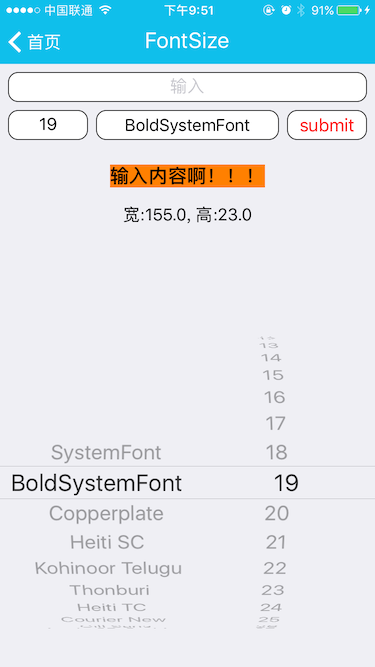 中国联通 下午9:51 91%
首页 FontSize
输入
19 BoldSystemFont submit
输入内容啊！！！
宽:155.0, 高:23.0
13
14
15
16
17
SystemFont 18
BoldSystemFont 19
Copperplate 20
Heiti SC 21
Kohinoor Telugu 22
Thonburi 23
Heiti TC 24
Courier New 25